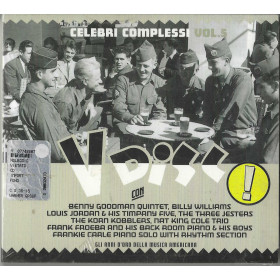 CELEBRI COMPLESSI VOL.5
V DISC!
CON
BENNY GOODMAN QUINTET, BILLY WILLIAMS
LOUIS JORDAN & HIS TIMPANY FIVE, THE THREE JESTERS
THE KORN KOBBLERS, NAT KING COLE TRIO
FRANK FROEBA AND HIS BACK ROOM PIANO & HIS BOYS
FRANKIE CARLE PIANO SOLO WITH RHYTHM SECTION
GLI ANNI D'ORO DELLA MUSICA AMERICANA